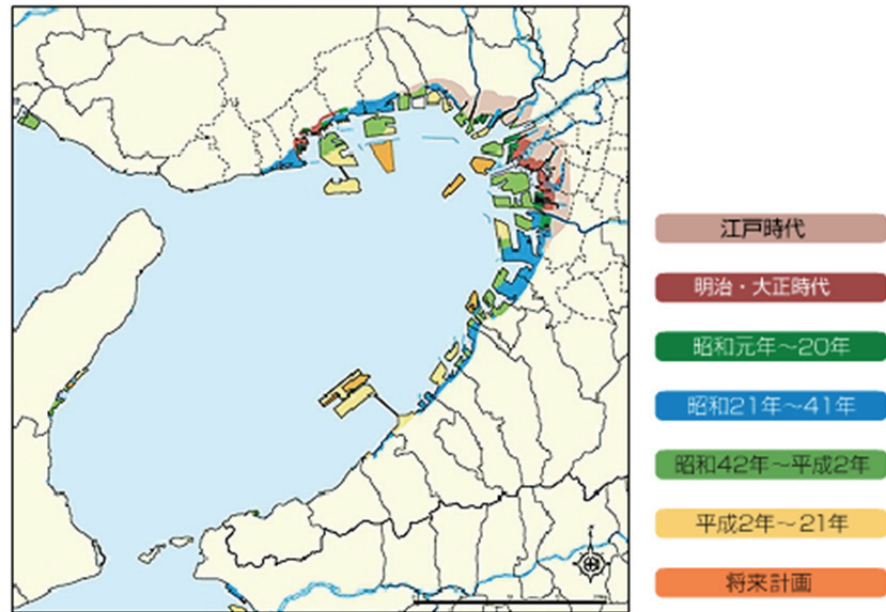 江戸時代
明治・大正時代
昭和元年～20年
昭和21年～41年
昭和42年～平成2年
平成2年～21年
将来計画